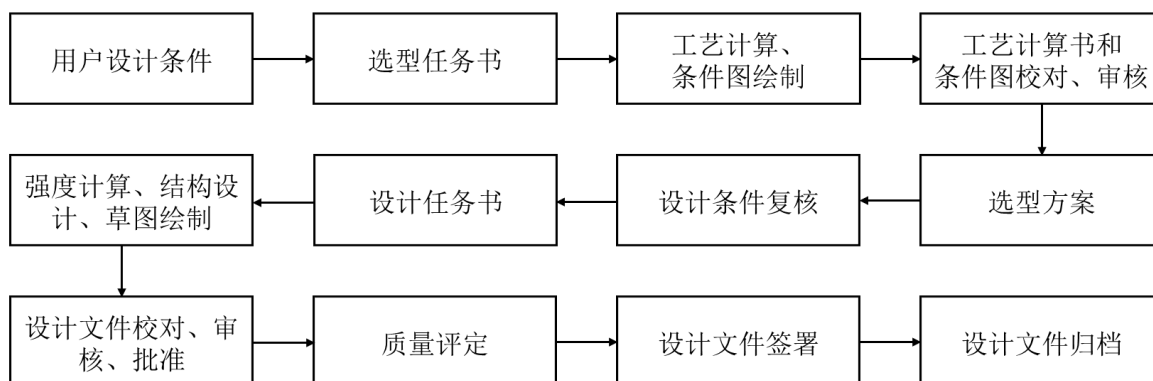 用户设计条件
选型任务书
工艺计算、
条件图绘制
工艺计算书和
条件图校对、审核
选型方案
设计条件复核
设计任务书
强度计算、结构设
计、草图绘制
设计文件校对、审
核、批准
质量评定
设计文件签署
设计文件归档